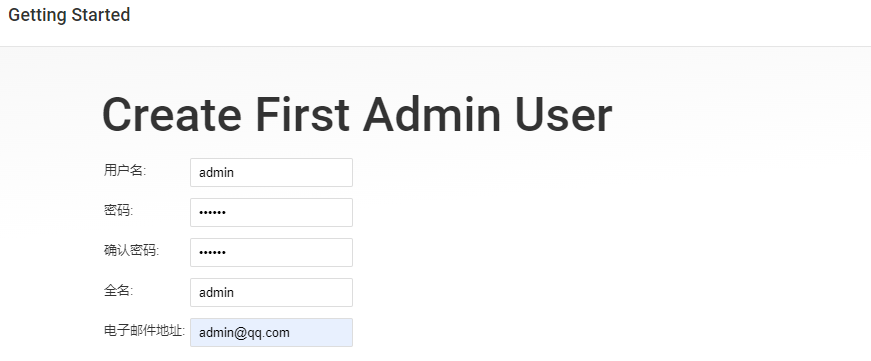 Getting Started
Create First Admin User
用户名: admin
密码: ••••••
确认密码: ••••••
全名: admin
电子邮件地址: admin@qq.com